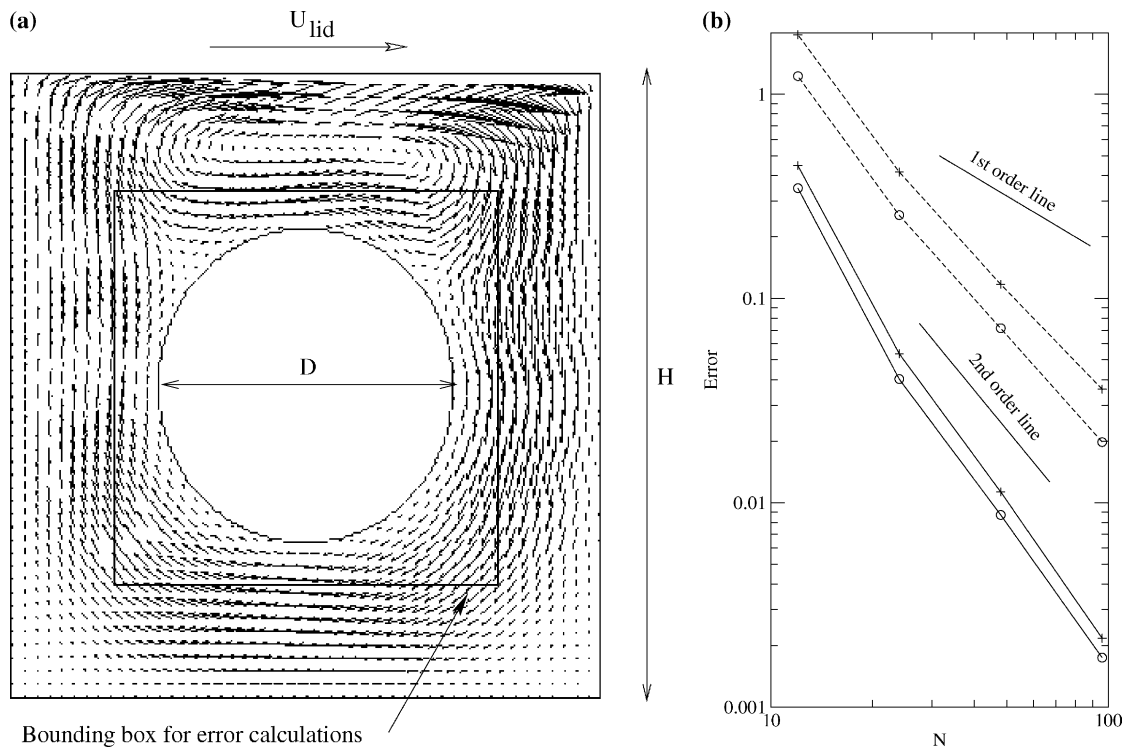 (a)
U lid
D
H
Bounding box for error calculations
(b)
1
0.1
0.01
0.001
10
100
Error
N
1st order line
2nd order line